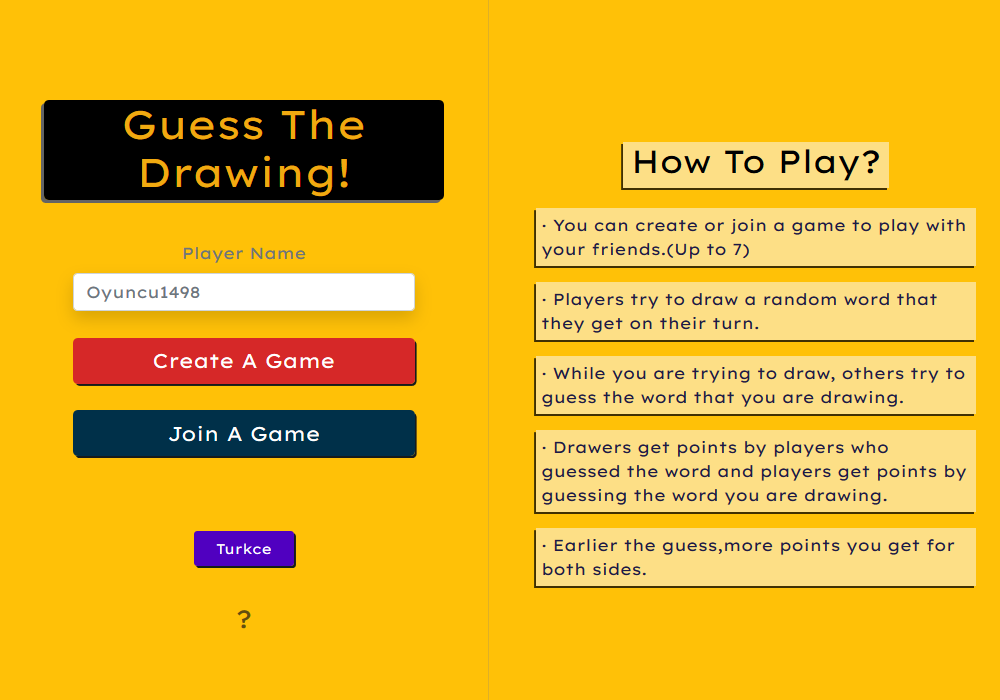 Guess The
Drawing!
Player Name
Oyuncu1498
Create A Game
Join A Game
Turkce
?
How To Play?
· You can create or join a game to play with
your friends.(Up to 7)
· Players try to draw a random word that
they get on their turn.
· While you are trying to draw, others try to
guess the word that you are drawing.
· Drawers get points by players who
guessed the word and players get points by
guessing the word you are drawing.
· Earlier the guess,more points you get for
both sides.